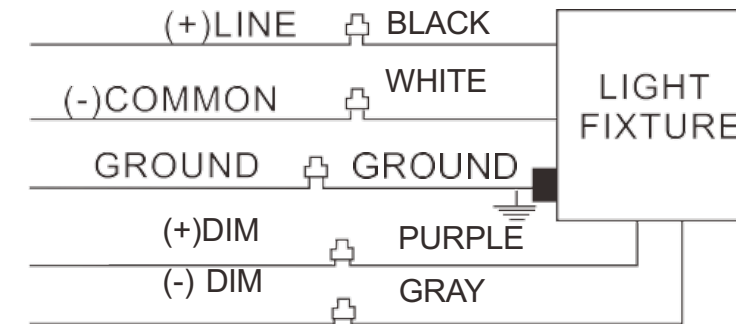 (+)LINE BLACK
(-)COMMON WHITE
LIGHT
FIXTURE
GROUND GROUND
(+)DIM PURPLE
(-) DIM GRAY